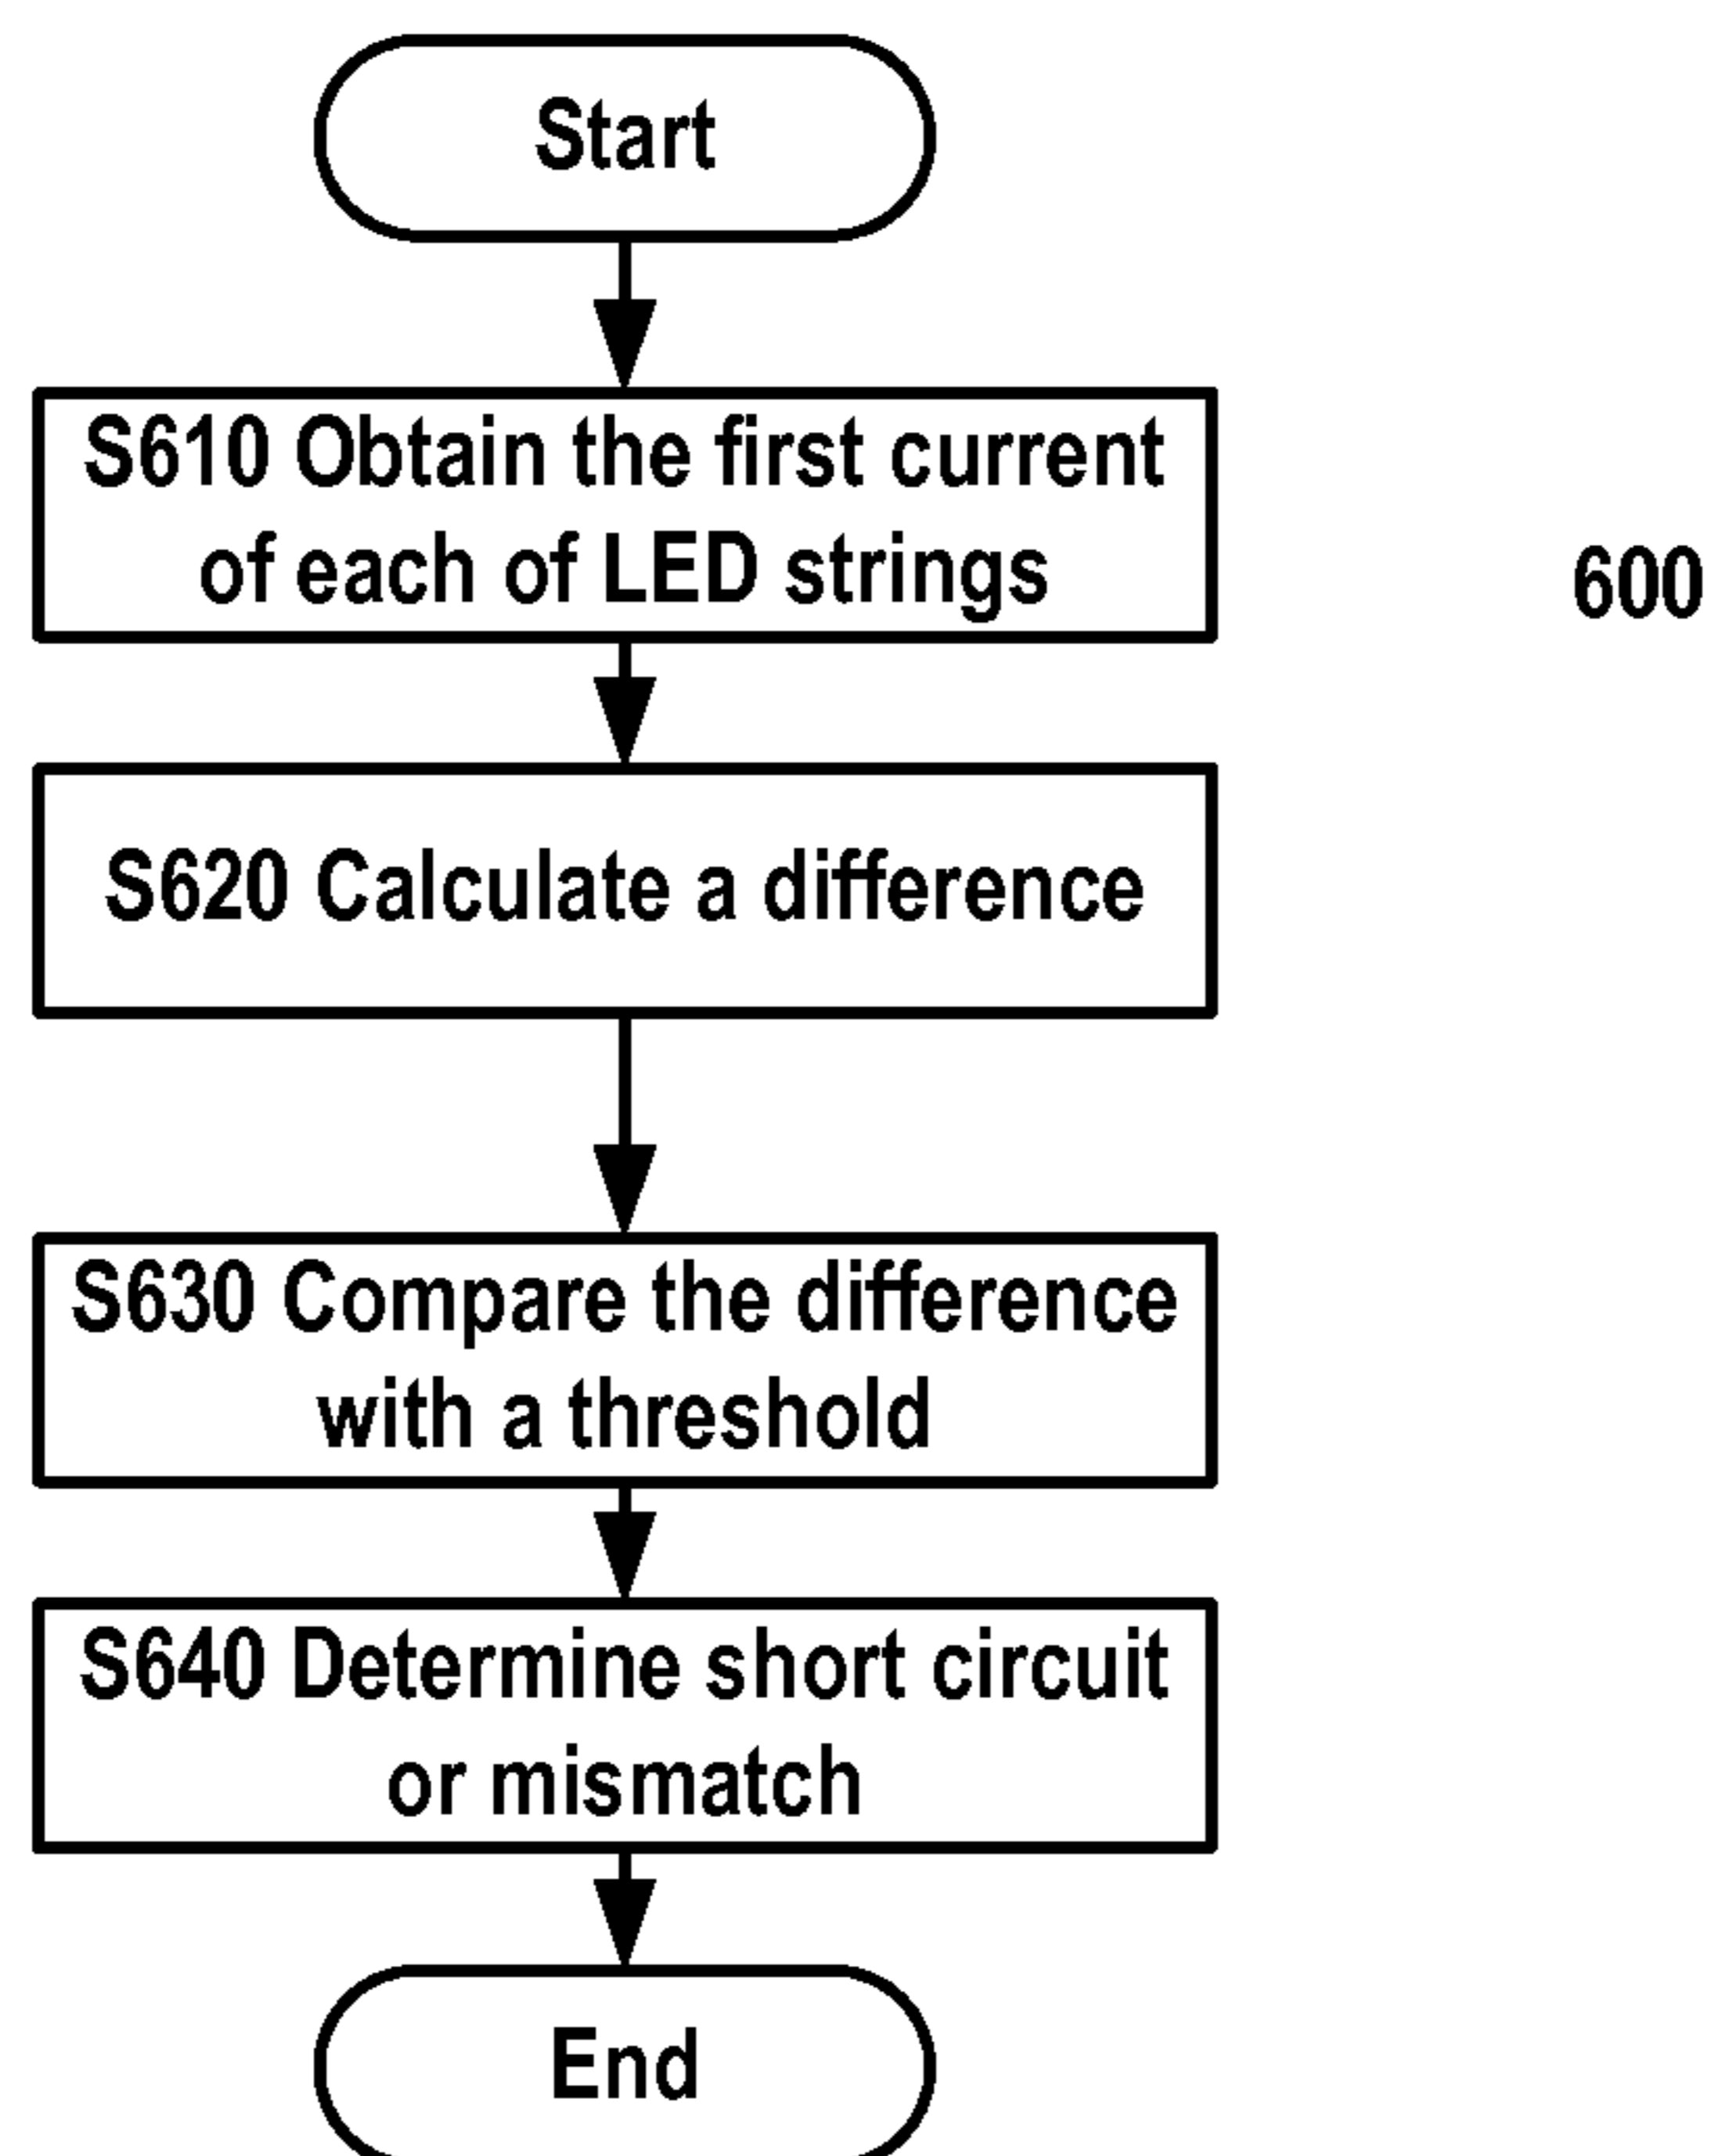 Start
S610 Obtain the first current
of each of LED strings
600
S620 Calculate a difference
S630 Compare the difference
with a threshold
S640 Determine short circuit
or mismatch
End